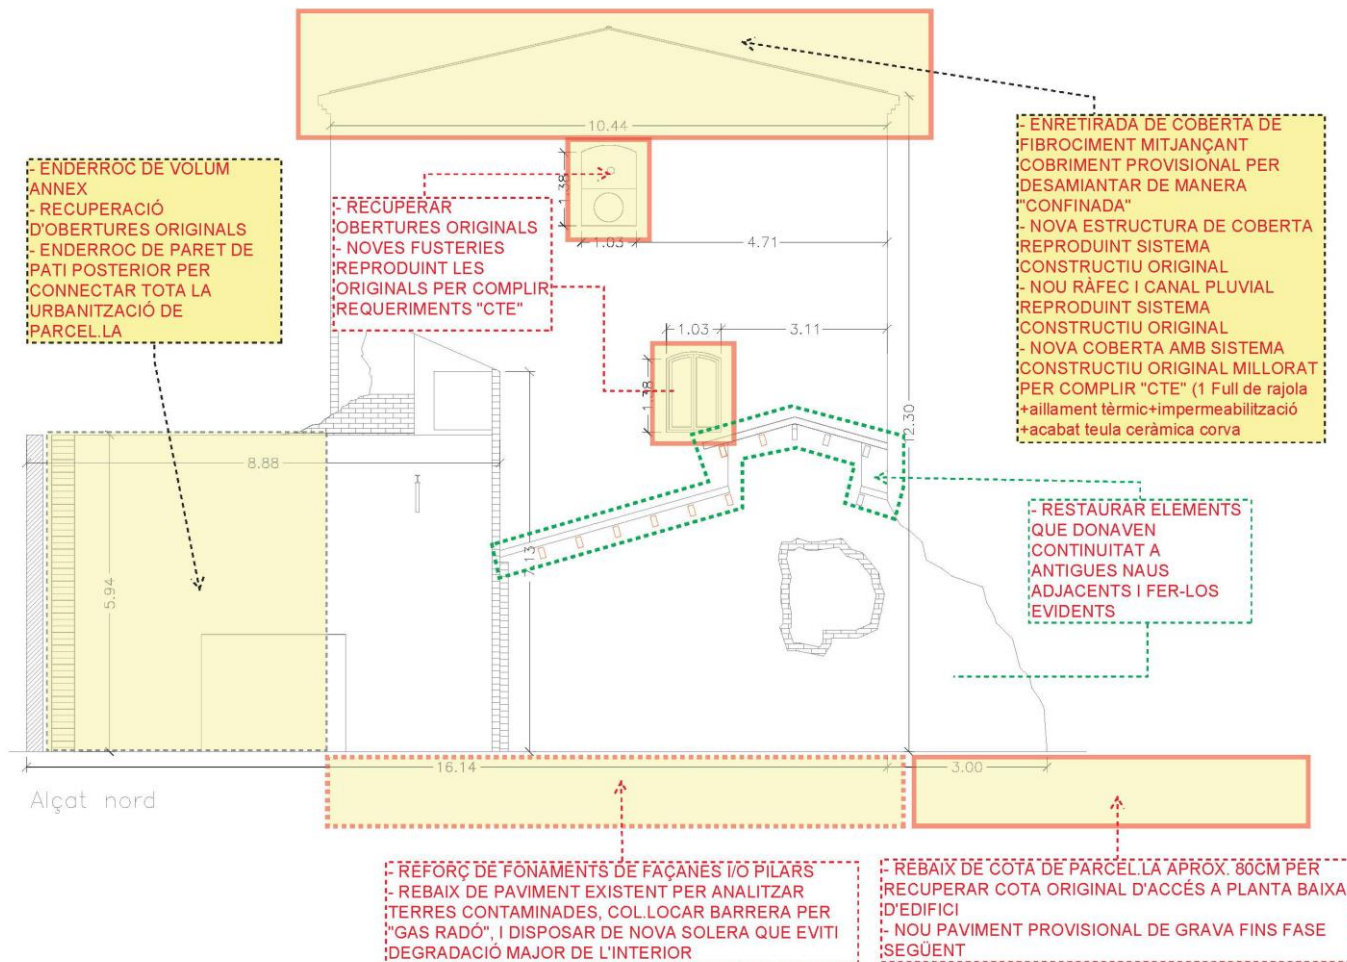 10.44
- ENDERROC DE VOLUM
ANNEX
- RECUPERACIÓ
D'OBERTURES ORIGINALS
- ENDERROC DE PARET DE
PATI POSTERIOR PER
CONNECTAR TOTA LA
URBANITZACIÓ DE
PARCEL.LA
- RECUPERAR
OBERTURES ORIGINALS
- NOVES FUSTERIES
REPRODUINT LES
ORIGINALS PER COMPLIR
REQUERIMENTS "CTE"
1.38
1.03
4.71
- ENRETIRADA DE COBERTA DE
FIBROCIMENT MITJANÇANT
COBRIMENT PROVISIONAL PER
DESAMIANTAR DE MANERA
"CONFINADA"
- NOVA ESTRUCTURA DE COBERTA
REPRODUINT SISTEMA
CONSTRUCTIU ORIGINAL
- NOU RÀFEC I CANAL PLUVIAL
REPRODUINT SISTEMA
CONSTRUCTIU ORIGINAL
- NOVA COBERTA AMB SISTEMA
CONSTRUCTIU ORIGINAL MILLORAT
PER COMPLIR "CTE" (1 Full de rajola
+aillament tèrmic+impermeabilització
+acabat teula ceràmica corva
1.03
3.11
1.38
12.30
8.88
5.94
- RESTAURAR ELEMENTS
QUE DONAVEN
CONTINUITAT A
ANTIGUES NAUS
ADJACENTS I FER-LOS
EVIDENTS
16.14
3.00
Alçat nord
- REFORÇ DE FONAMENTS DE FAÇANES I/O PILARS
- REBAIX DE PAVIMENT EXISTENT PER ANALITZAR
TERRES CONTAMINADES, COL.LOCAR BARRERA PER
"GAS RADÓ", I DISPOSAR DE NOVA SOLERA QUE EVITI
DEGRADACIÓ MAJOR DE L'INTERIOR
- REBAIX DE COTA DE PARCEL.LA APROX. 80CM PER
RECUPERAR COTA ORIGINAL D'ACCÉS A PLANTA BAIXA
D'EDIFICI
- NOU PAVIMENT PROVISIONAL DE GRAVA FINS FASE
SEGÜENT